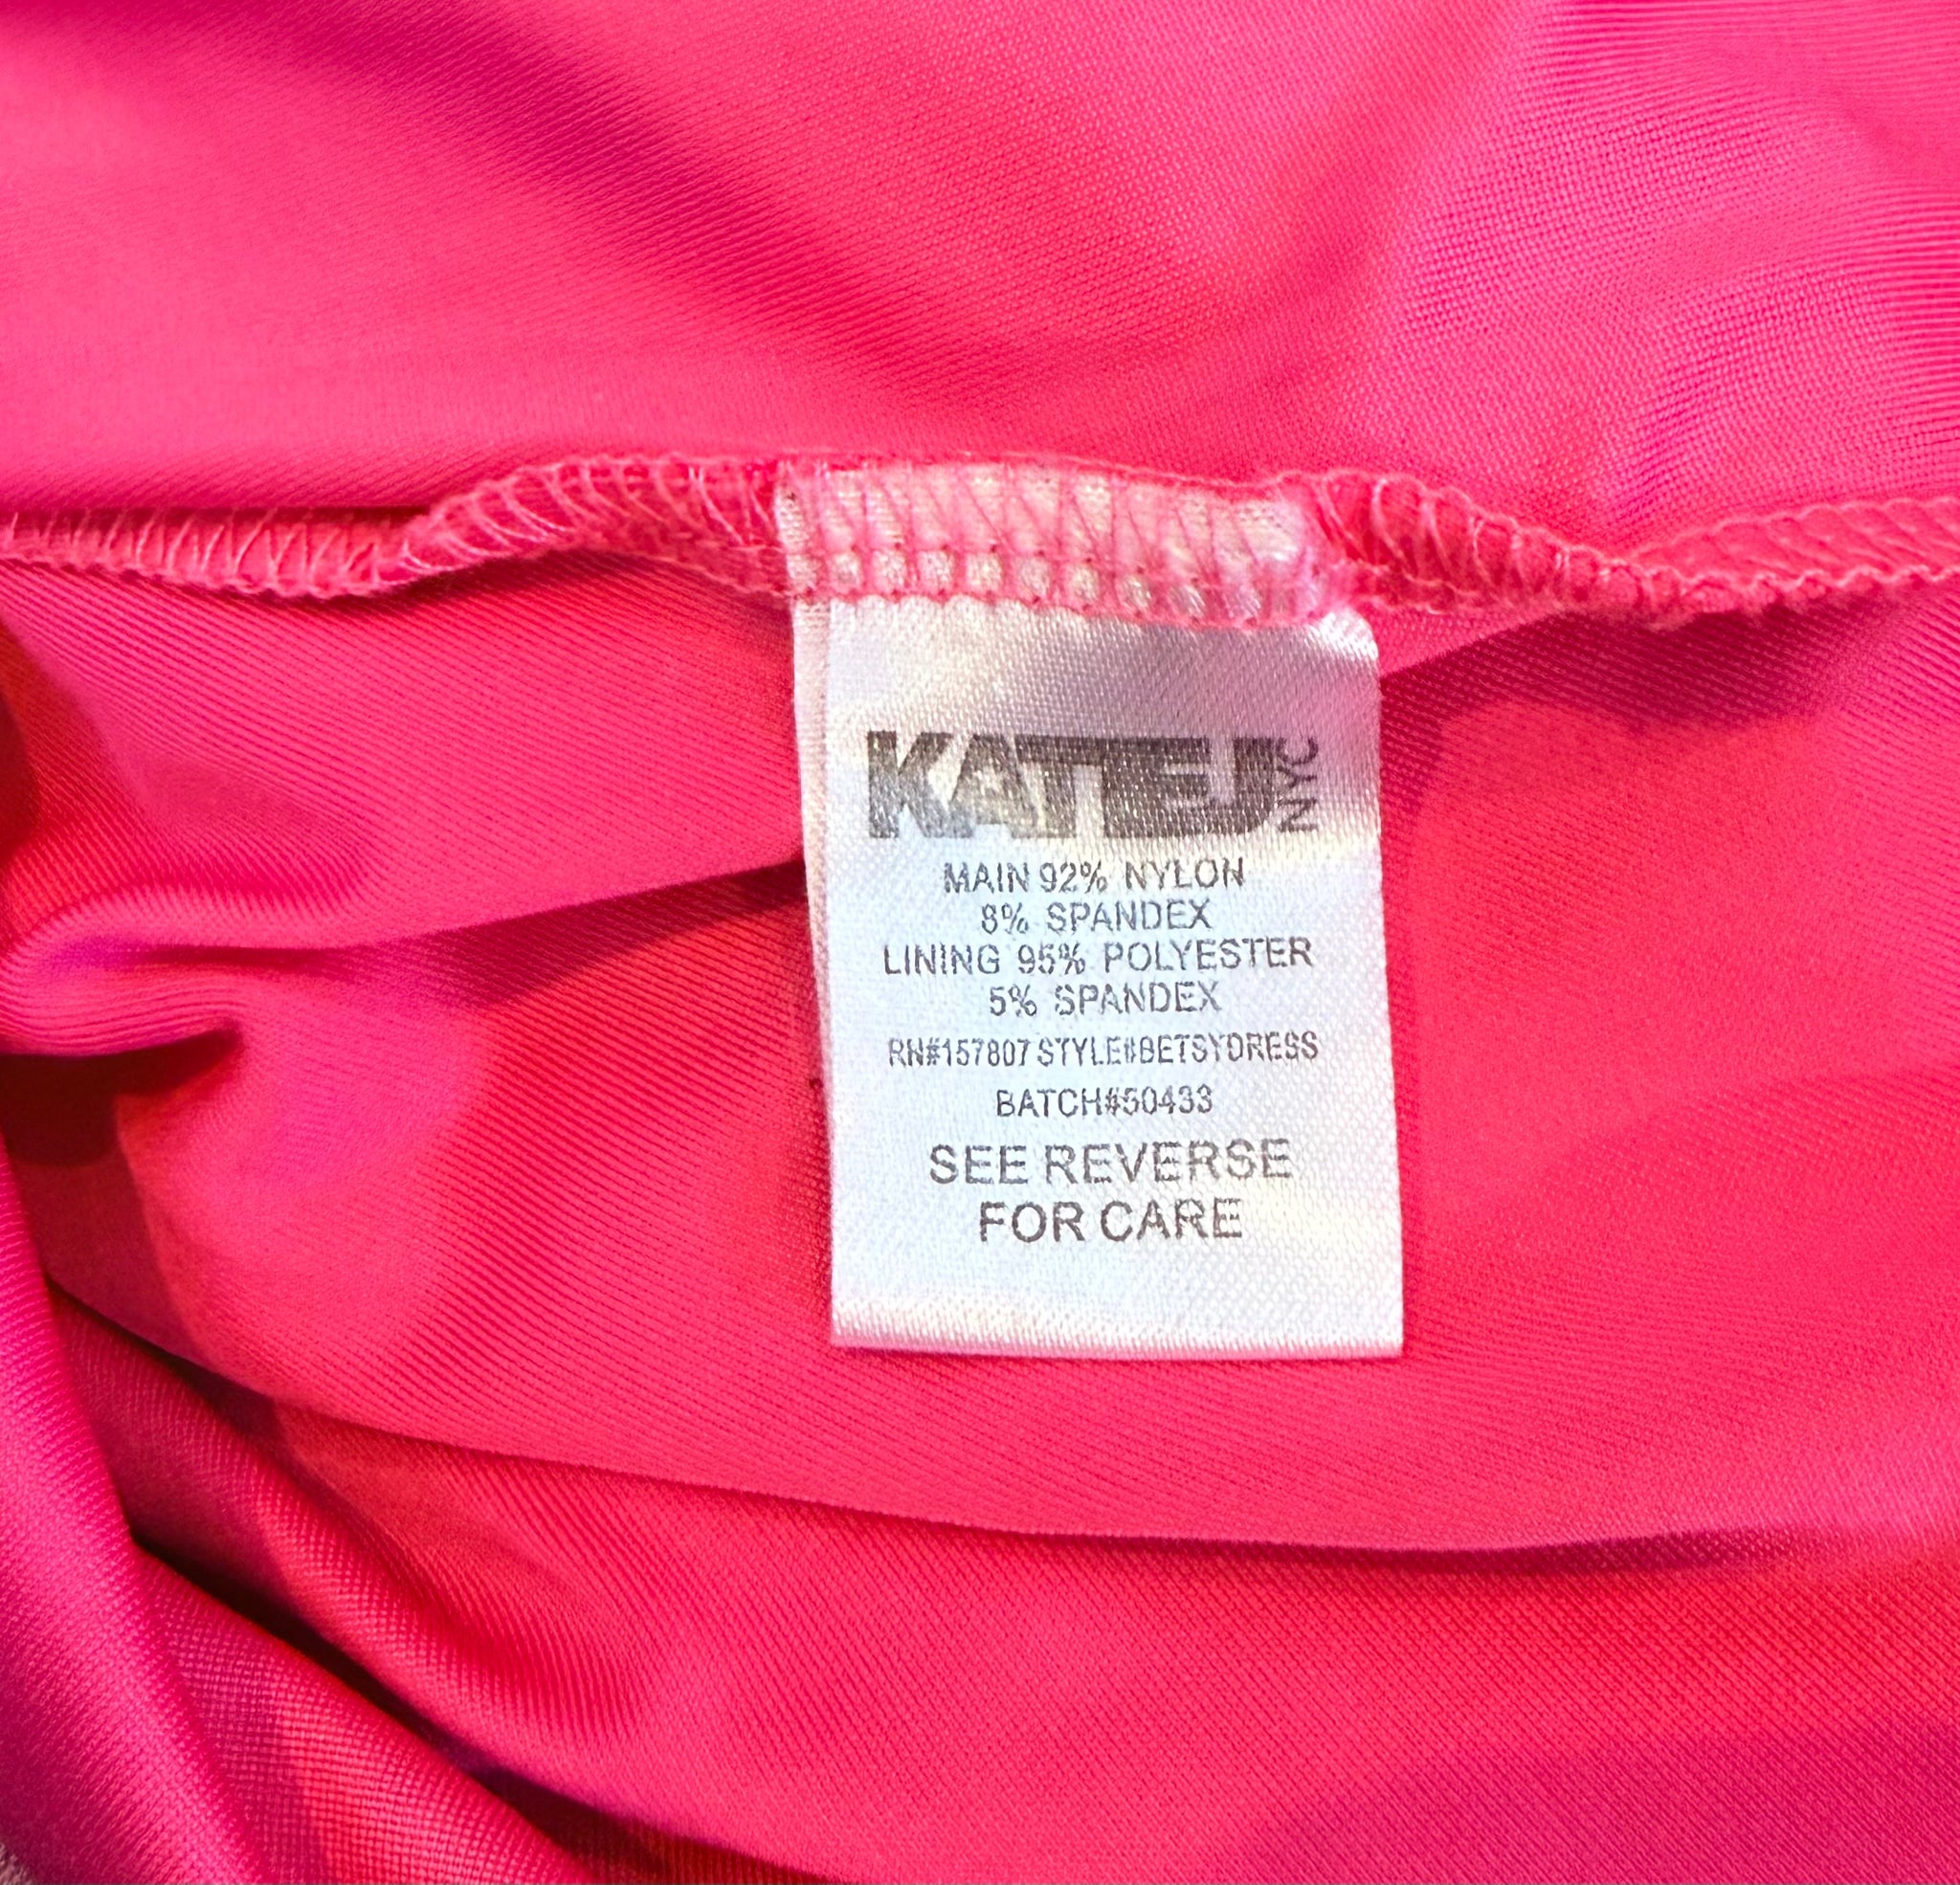 KATIEJ NYC
MAIN 92% NYLON
8% SPANDEX
LINING 95% POLYESTER
5% SPANDEX
RN#157807 STYLE#BETSYDRESS
BATCH#50433
SEE REVERSE
FOR CARE